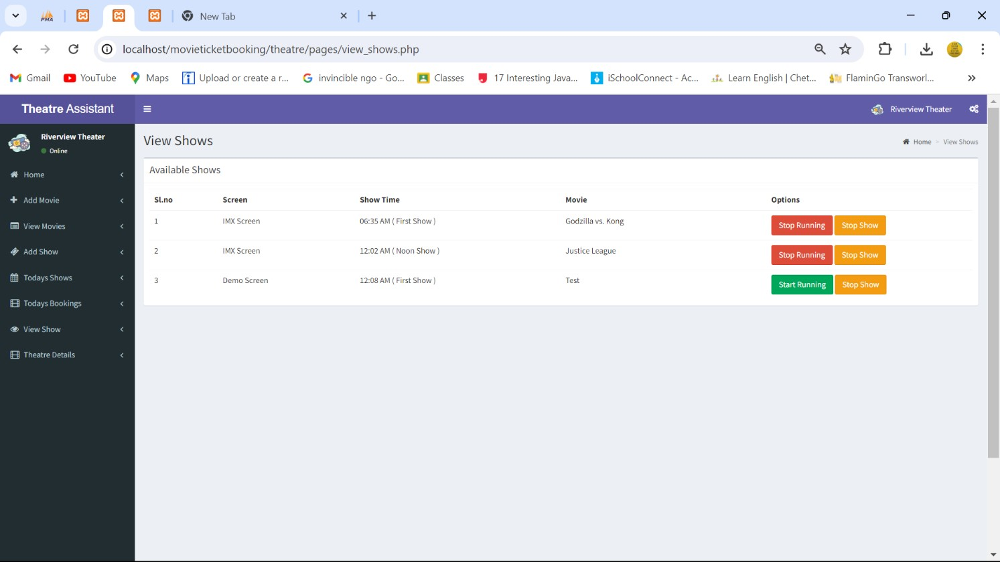 PMA
New Tab
localhost/movieticketbooking/theatre/pages/view_shows.php
Gmail YouTube Maps Upload or create a r... invincible ngo - Go... Classes 17 Interesting Java... iSchoolConnect - Ac... Learn English | Chet... FlaminGo Transworl...
Theatre Assistant
Riverview Theater
Riverview Theater
Online
Home
Add Movie
View Movies
Add Show
Todays Shows
Todays Bookings
View Show
Theatre Details
View Shows
Home > View Shows
Available Shows
Sl.no Screen Show Time Movie Options
1 IMX Screen 06:35 AM ( First Show ) Godzilla vs. Kong Stop Running Stop Show
2 IMX Screen 12:02 AM ( Noon Show ) Justice League Stop Running Stop Show
3 Demo Screen 12:08 AM ( First Show ) Test Start Running Stop Show